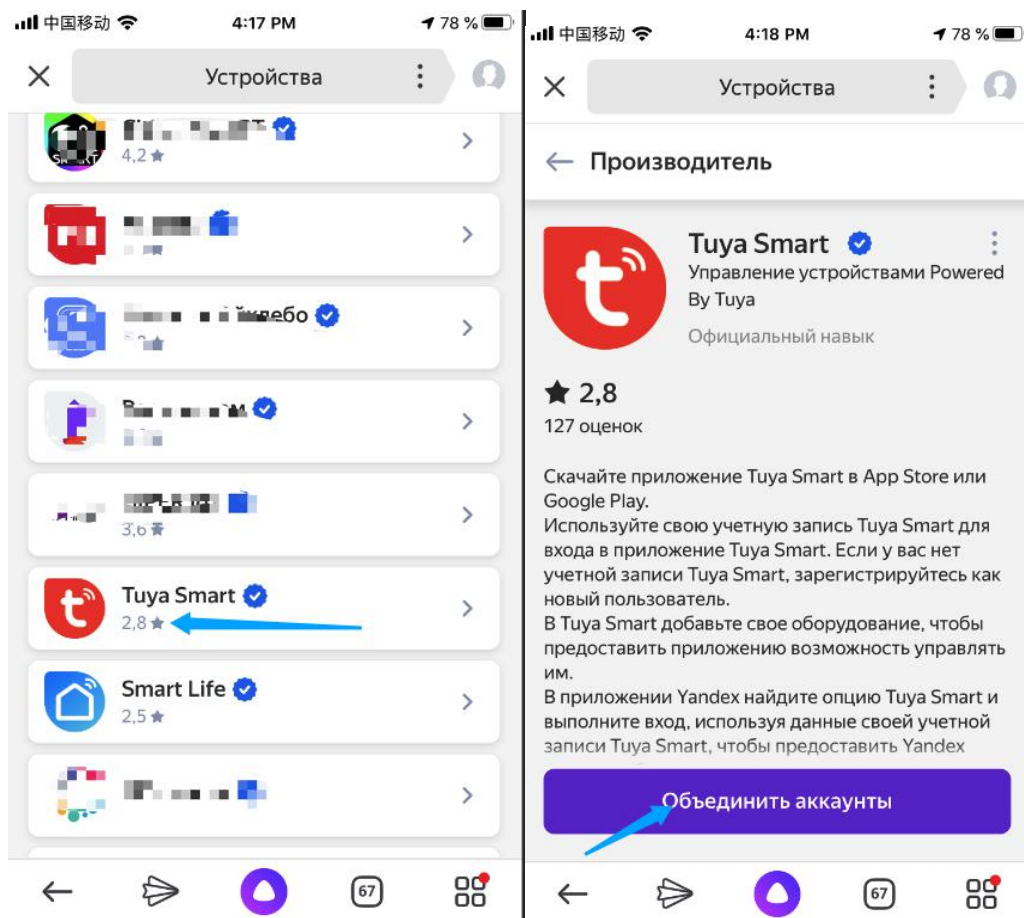 中国移动
4:17 PM
78 %
Устройства
4,2
3,6
Tuya Smart
2,8
Smart Life
2,5
67
中国移动
4:18 PM
78 %
Устройства
Производитель
Tuya Smart
Управление устройствами Powered
By Tuya
Официальный навык
2,8
127 оценок
Скачайте приложение Tuya Smart в App Store или
Google Play.
Используйте свою учетную запись Tuya Smart для
входа в приложение Tuya Smart. Если у вас нет
учетной записи Tuya Smart, зарегистрируйтесь как
новый пользователь.
В Tuya Smart добавьте свое оборудование, чтобы
предоставить приложению возможность управлять
им.
В приложении Yandex найдите опцию Tuya Smart и
выполните вход, используя данные своей учетной
записи Tuya Smart, чтобы предоставить Yandex
Объединить аккаунты
67